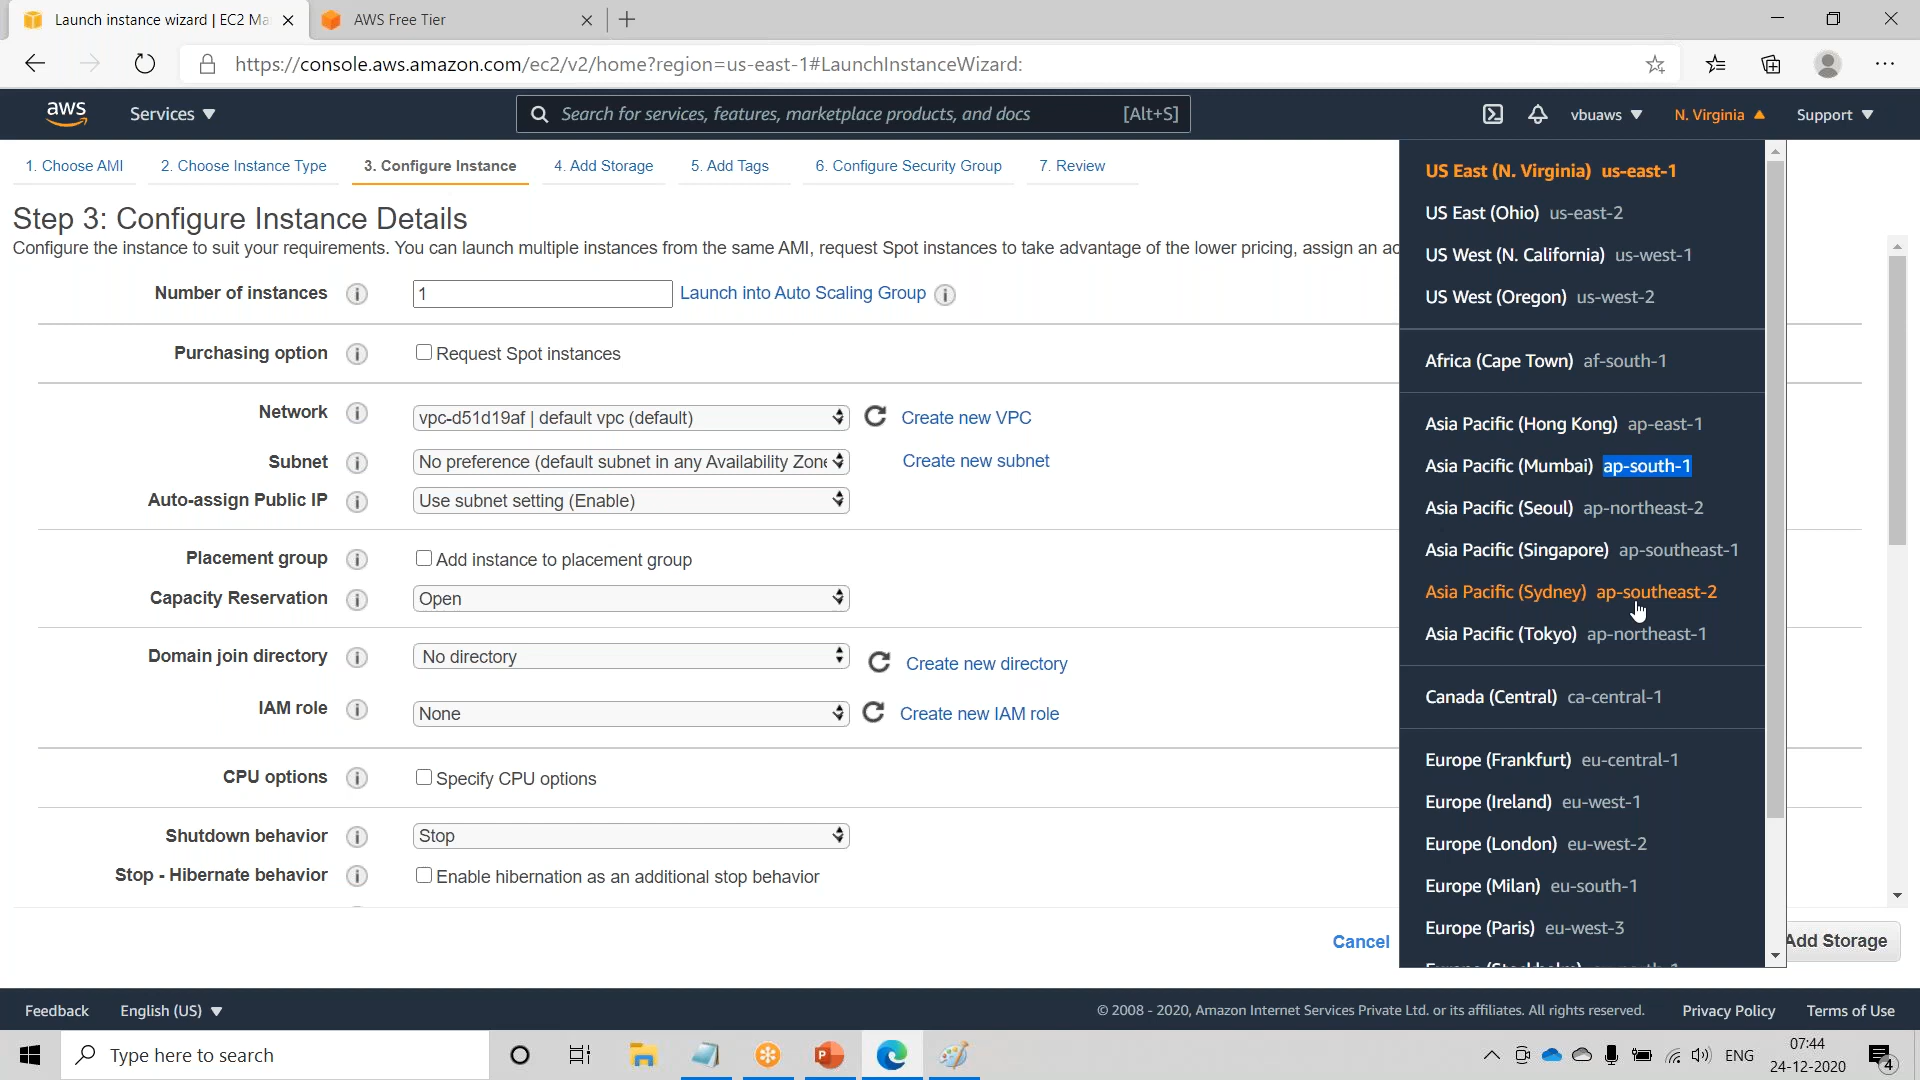 Launch instance wizard | EC2 Ma
AWS Free Tier
https://console.aws.amazon.com/ec2/v2/home?region=us-east-1#LaunchInstanceWizard:
aws
Services
Search for services, features, marketplace products, and docs
[Alt+S]
vbuaws
N. Virginia
Support
1. Choose AMI
2. Choose Instance Type
3. Configure Instance
4. Add Storage
5. Add Tags
6. Configure Security Group
7. Review
Step 3: Configure Instance Details
Configure the instance to suit your requirements. You can launch multiple instances from the same AMI, request Spot instances to take advantage of the lower pricing, assign an ac
Number of instances
1
Launch into Auto Scaling Group
Purchasing option
Request Spot instances
Network
vpc-d51d19af | default vpc (default)
Create new VPC
Subnet
No preference (default subnet in any Availability Zone
Create new subnet
Auto-assign Public IP
Use subnet setting (Enable)
Placement group
Add instance to placement group
Capacity Reservation
Open
Domain join directory
No directory
Create new directory
IAM role
None
Create new IAM role
CPU options
Specify CPU options
Shutdown behavior
Stop
Stop - Hibernate behavior
Enable hibernation as an additional stop behavior
US East (N. Virginia) us-east-1
US East (Ohio) us-east-2
US West (N. California) us-west-1
US West (Oregon) us-west-2
Africa (Cape Town) af-south-1
Asia Pacific (Hong Kong) ap-east-1
Asia Pacific (Mumbai) ap-south-1
Asia Pacific (Seoul) ap-northeast-2
Asia Pacific (Singapore) ap-southeast-1
Asia Pacific (Sydney) ap-southeast-2
Asia Pacific (Tokyo) ap-northeast-1
Canada (Central) ca-central-1
Europe (Frankfurt) eu-central-1
Europe (Ireland) eu-west-1
Europe (London) eu-west-2
Europe (Milan) eu-south-1
Europe (Paris) eu-west-3
Cancel
Add Storage
Feedback
English (US)
© 2008 - 2020, Amazon Internet Services Private Ltd. or its affiliates. All rights reserved.
Privacy Policy
Terms of Use
Type here to search
ENG
07:44
24-12-2020
4